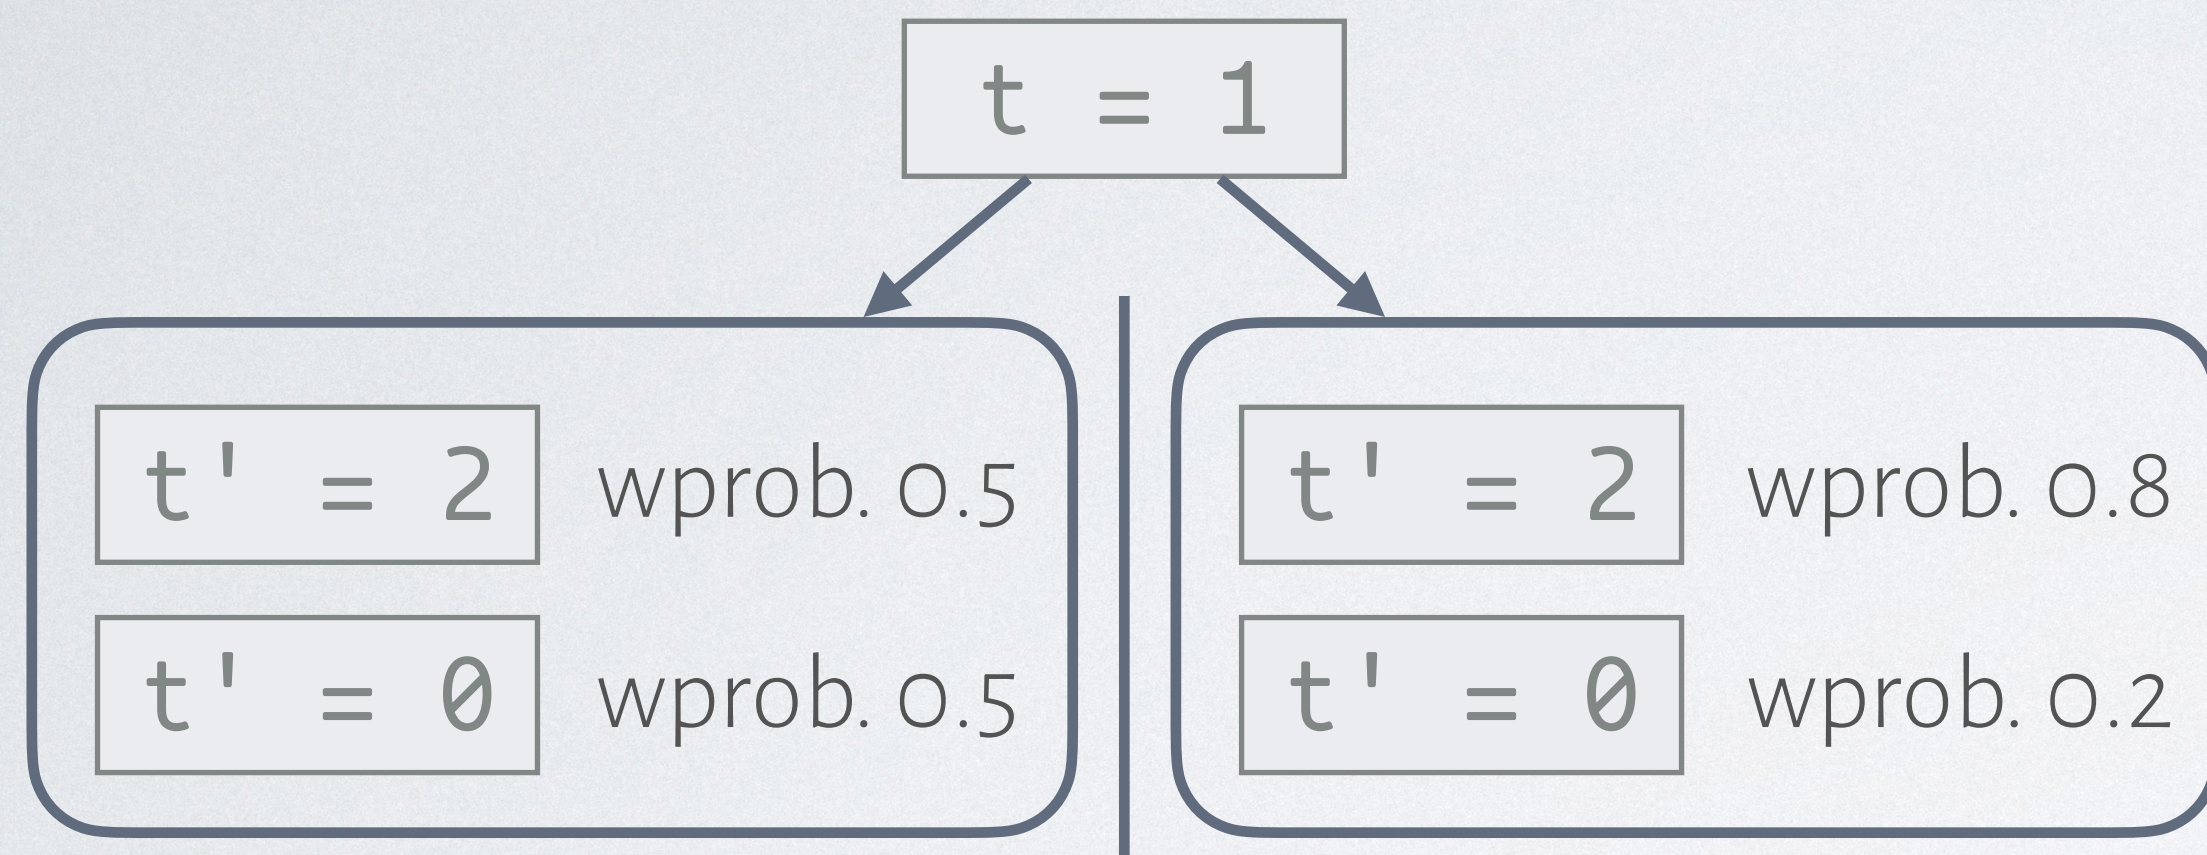 t = 1
t' = 2 wprob. 0.5
t' = 0 wprob. 0.5
t' = 2 wprob. 0.8
t' = 0 wprob. 0.2